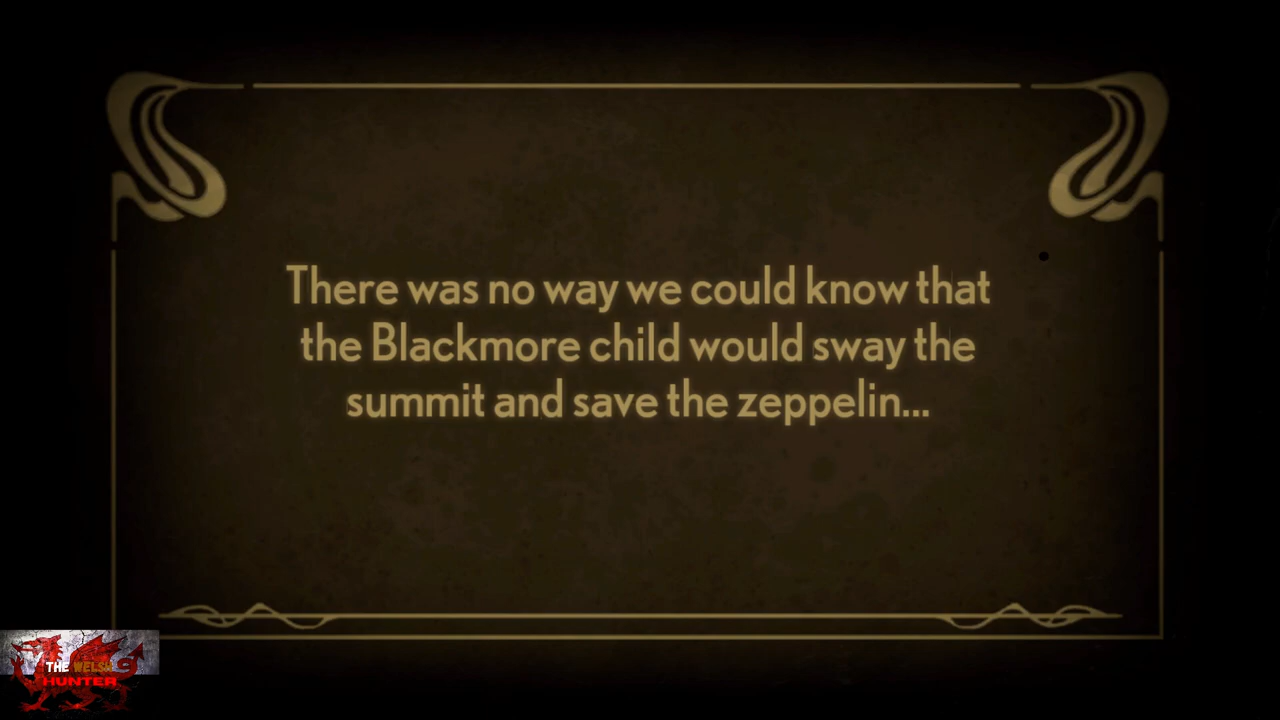 There was no way we could know that
the Blackmore child would sway the
summit and save the zeppelin...
THE WELSH
HUNTER